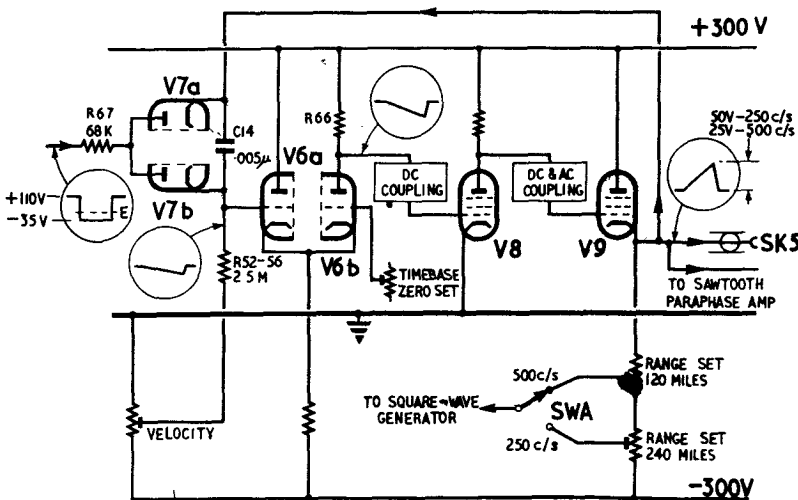 +300 V
V7a
R67
68K
C14
.005μ
R66
50V-250 c/s
25V-500 c/s
+110V
-35V
E
V7b
V6a
DC
COUPLING
DC & AC
COUPLING
V6b
V8
V9
SK5
R52-56
2.5M
TIMEBASE
ZERO SET
TO SAWTOOTH
PARAPHASE AMP
500c/s
RANGE SET
120 MILES
TO SQUARE-WAVE
GENERATOR
SWA
VELOCITY
250 c/s
RANGE SET
240 MILES
-300V